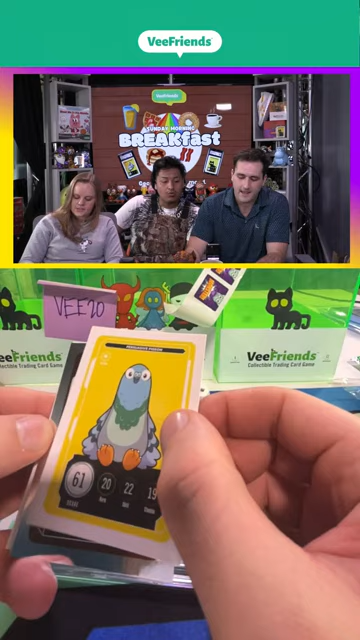 VeeFriends
VeeFriends
SUNDAY MORNING
BREAKfast
VEE20
VeeFriends
Collectible Trading Card Game
VeeFriends
Collectible Trading Card Game
61
20
22
19